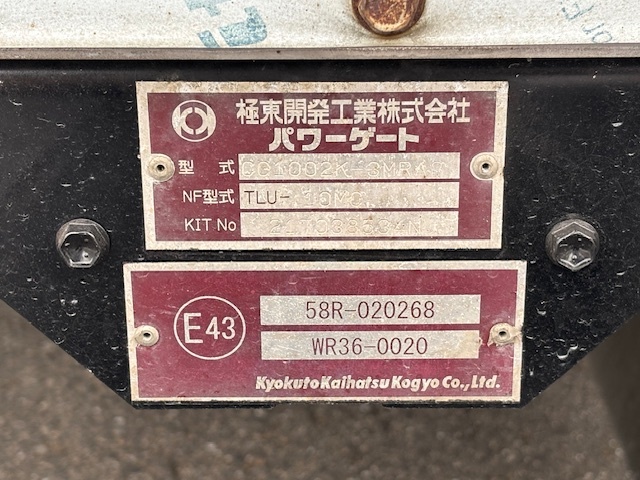 極東開発工業株式会社
パワーゲート
型式
NF型式 TLU-
KIT No
E43
58R-020268
WR36-0020
Kyokuto Kaihatsu Kogyo Co.,Ltd.